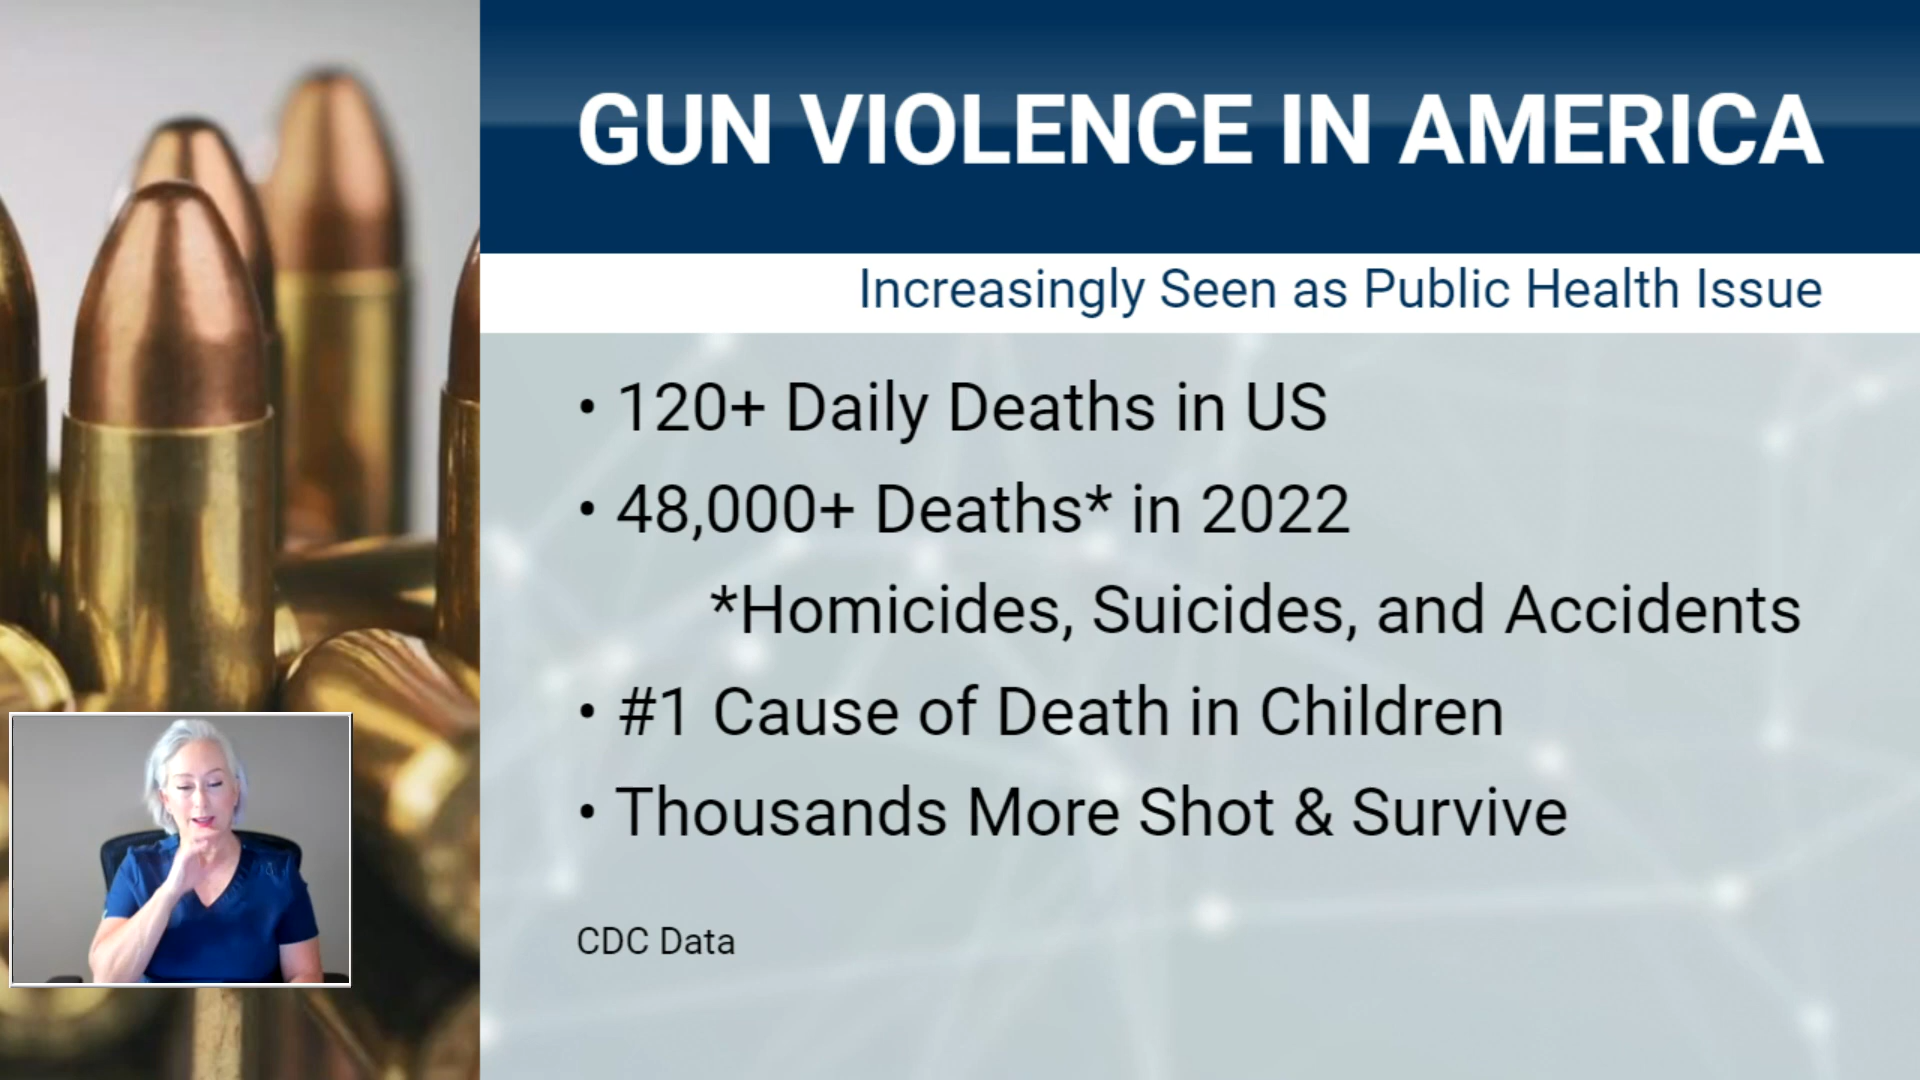 GUN VIOLENCE IN AMERICA
Increasingly Seen as Public Health Issue
• 120+ Daily Deaths in US
• 48,000+ Deaths* in 2022
*Homicides, Suicides, and Accidents
• #1 Cause of Death in Children
• Thousands More Shot & Survive
CDC Data